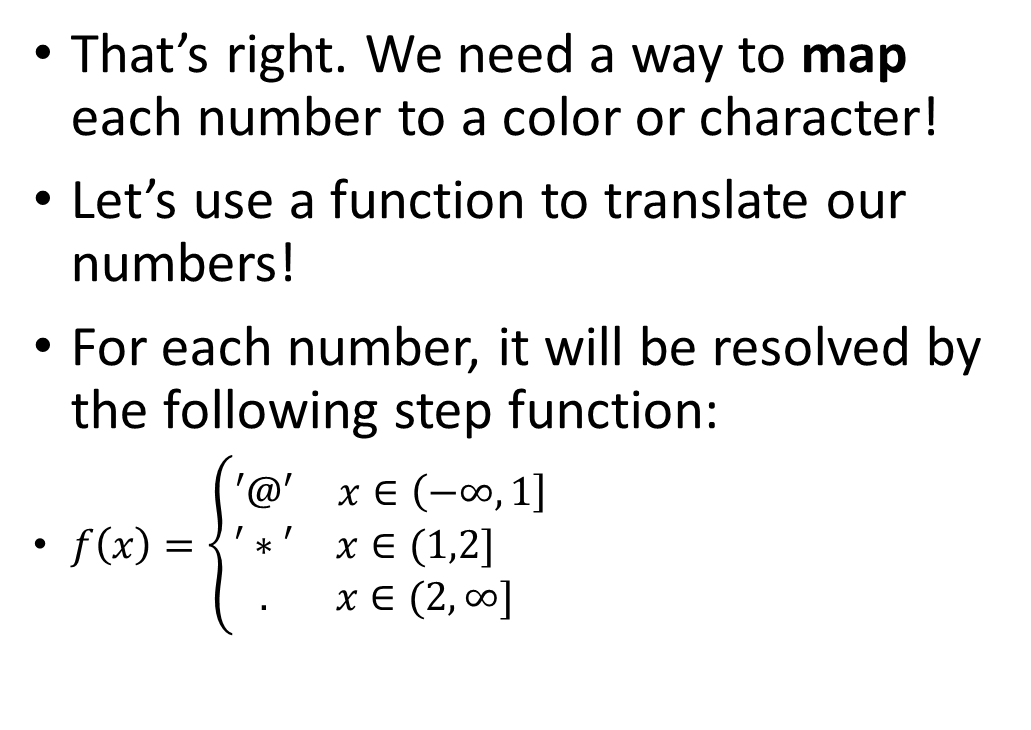 • That’s right. We need a way to map
each number to a color or character!
• Let’s use a function to translate our
numbers!
• For each number, it will be resolved by
the following step function:
• f(x) = {
′@′ x ∈ (−∞, 1]
′ ∗ ′ x ∈ (1,2]
. x ∈ (2, ∞]